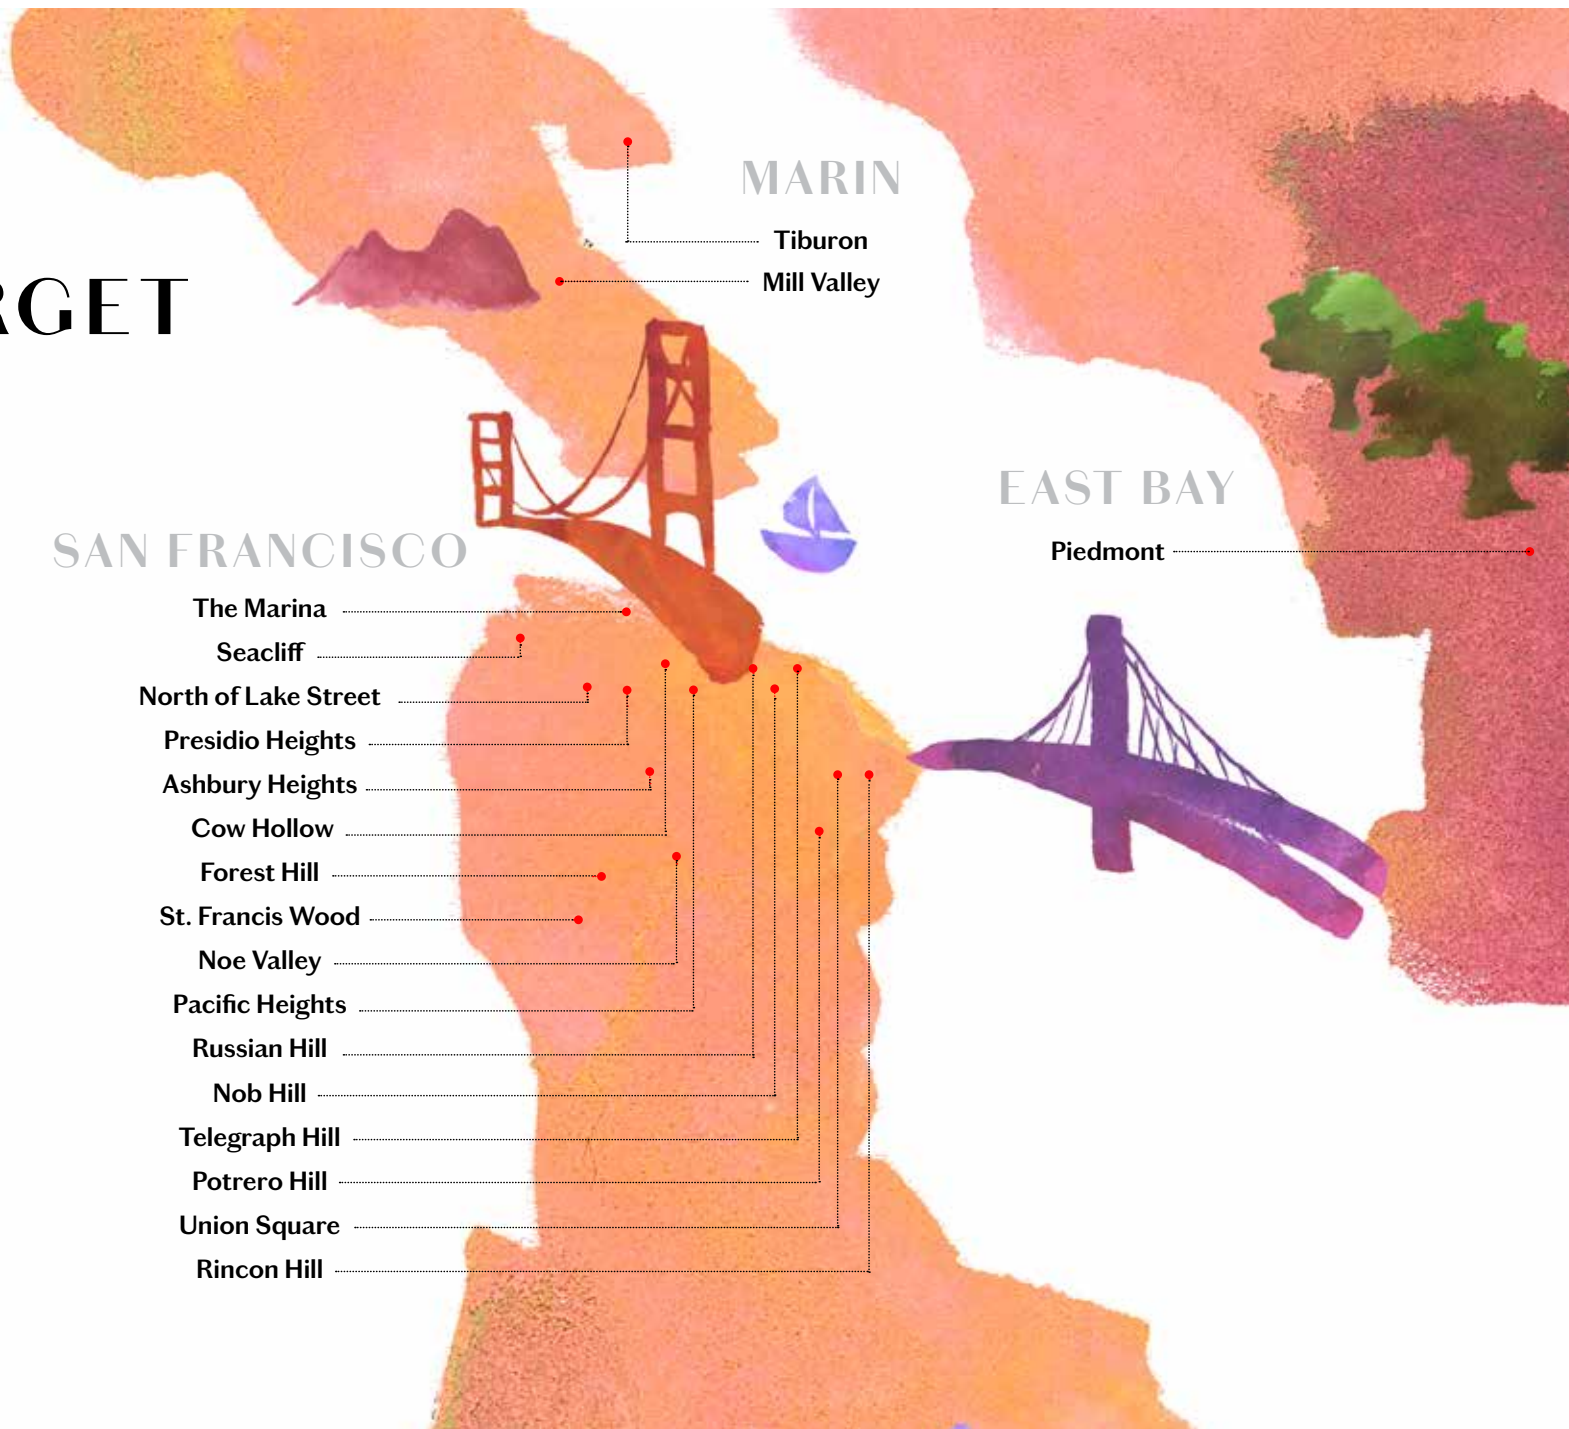 RGET
MARIN
Tiburon
Mill Valley
EAST BAY
Piedmont
SAN FRANCISCO
The Marina
Seacliff
North of Lake Street
Presidio Heights
Ashbury Heights
Cow Hollow
Forest Hill
St. Francis Wood
Noe Valley
Pacific Heights
Russian Hill
Nob Hill
Telegraph Hill
Potrero Hill
Union Square
Rincon Hill